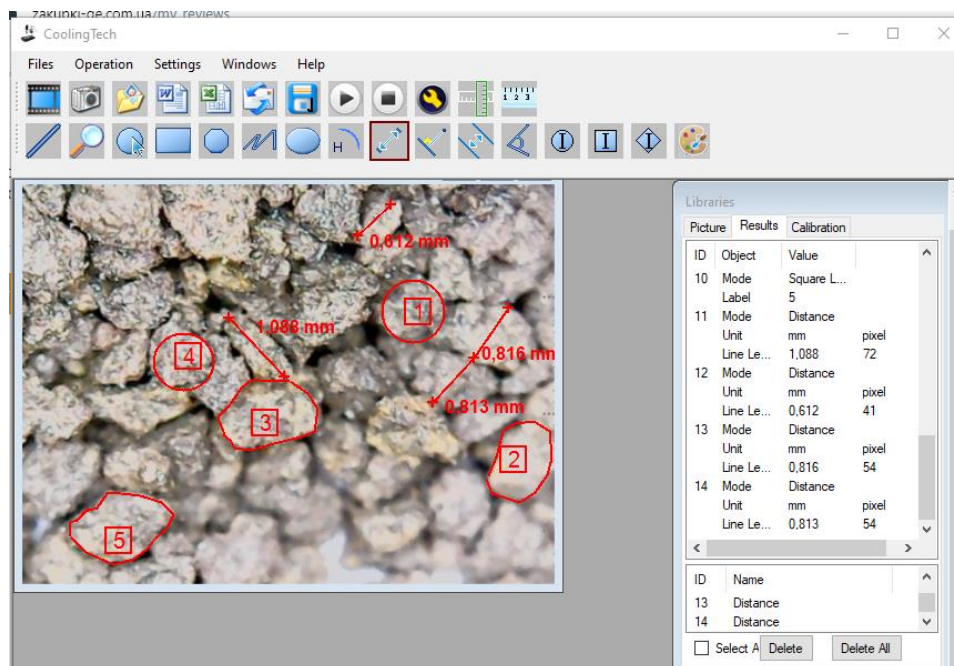 zakupki-ge.com.ua/my_reviews
CoolingTech
Files Operation Settings Windows Help
1 2 3
H
I I I
0,612 mm
1
1,088 mm
4
0,816 mm
0,813 mm
3
2
5
Libraries
Picture Results Calibration
ID Object Value
10 Mode Square L...
Label 5
11 Mode Distance
Unit mm pixel
Line Le... 1,088 72
12 Mode Distance
Unit mm pixel
Line Le... 0,612 41
13 Mode Distance
Unit mm pixel
Line Le... 0,816 54
14 Mode Distance
Unit mm pixel
Line Le... 0,813 54
ID Name
13 Distance
14 Distance
Select A Delete Delete All